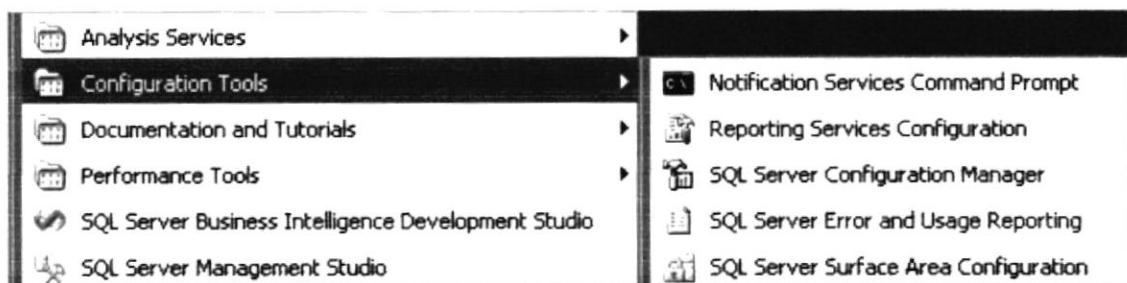 Analysis Services
Configuration Tools
Documentation and Tutorials
Performance Tools
SQL Server Business Intelligence Development Studio
SQL Server Management Studio
Notification Services Command Prompt
Reporting Services Configuration
SQL Server Configuration Manager
SQL Server Error and Usage Reporting
SQL Server Surface Area Configuration